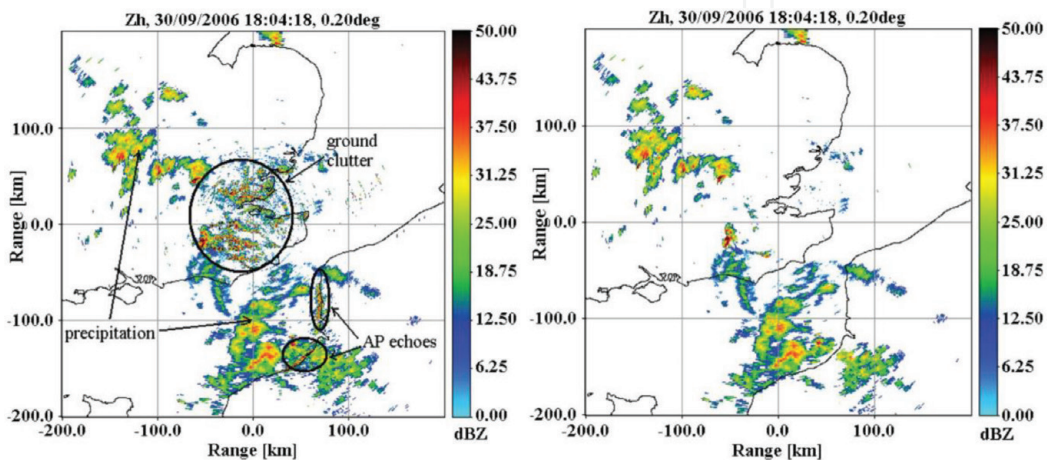 Zh, 30/09/2006 18:04:18, 0.20deg
50.00
43.75
37.50
31.25
25.00
18.75
12.50
6.25
0.00
dBZ
Range [km]
100.0
0.0
-100.0
-200.0
-200.0
-100.0
0.0
100.0
Range [km]
ground
clutter
precipitation
AP echoes
Zh, 30/09/2006 18:04:18, 0.20deg
50.00
43.75
37.50
31.25
25.00
18.75
12.50
6.25
0.00
dBZ
Range [km]
100.0
0.0
-100.0
-200.0
-200.0
-100.0
0.0
100.0
Range [km]